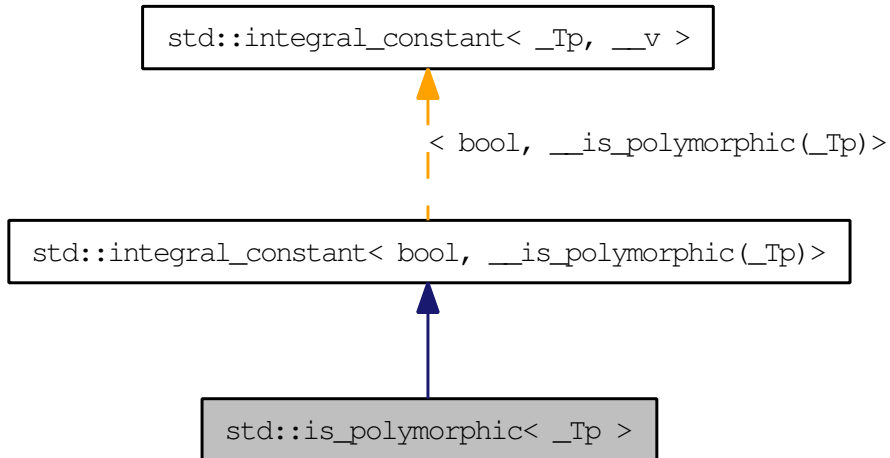 std::integral_constant< _Tp, __v >
< bool, __is_polymorphic(_Tp)>
std::integral_constant< bool, __is_polymorphic(_Tp)>
std::is_polymorphic< _Tp >